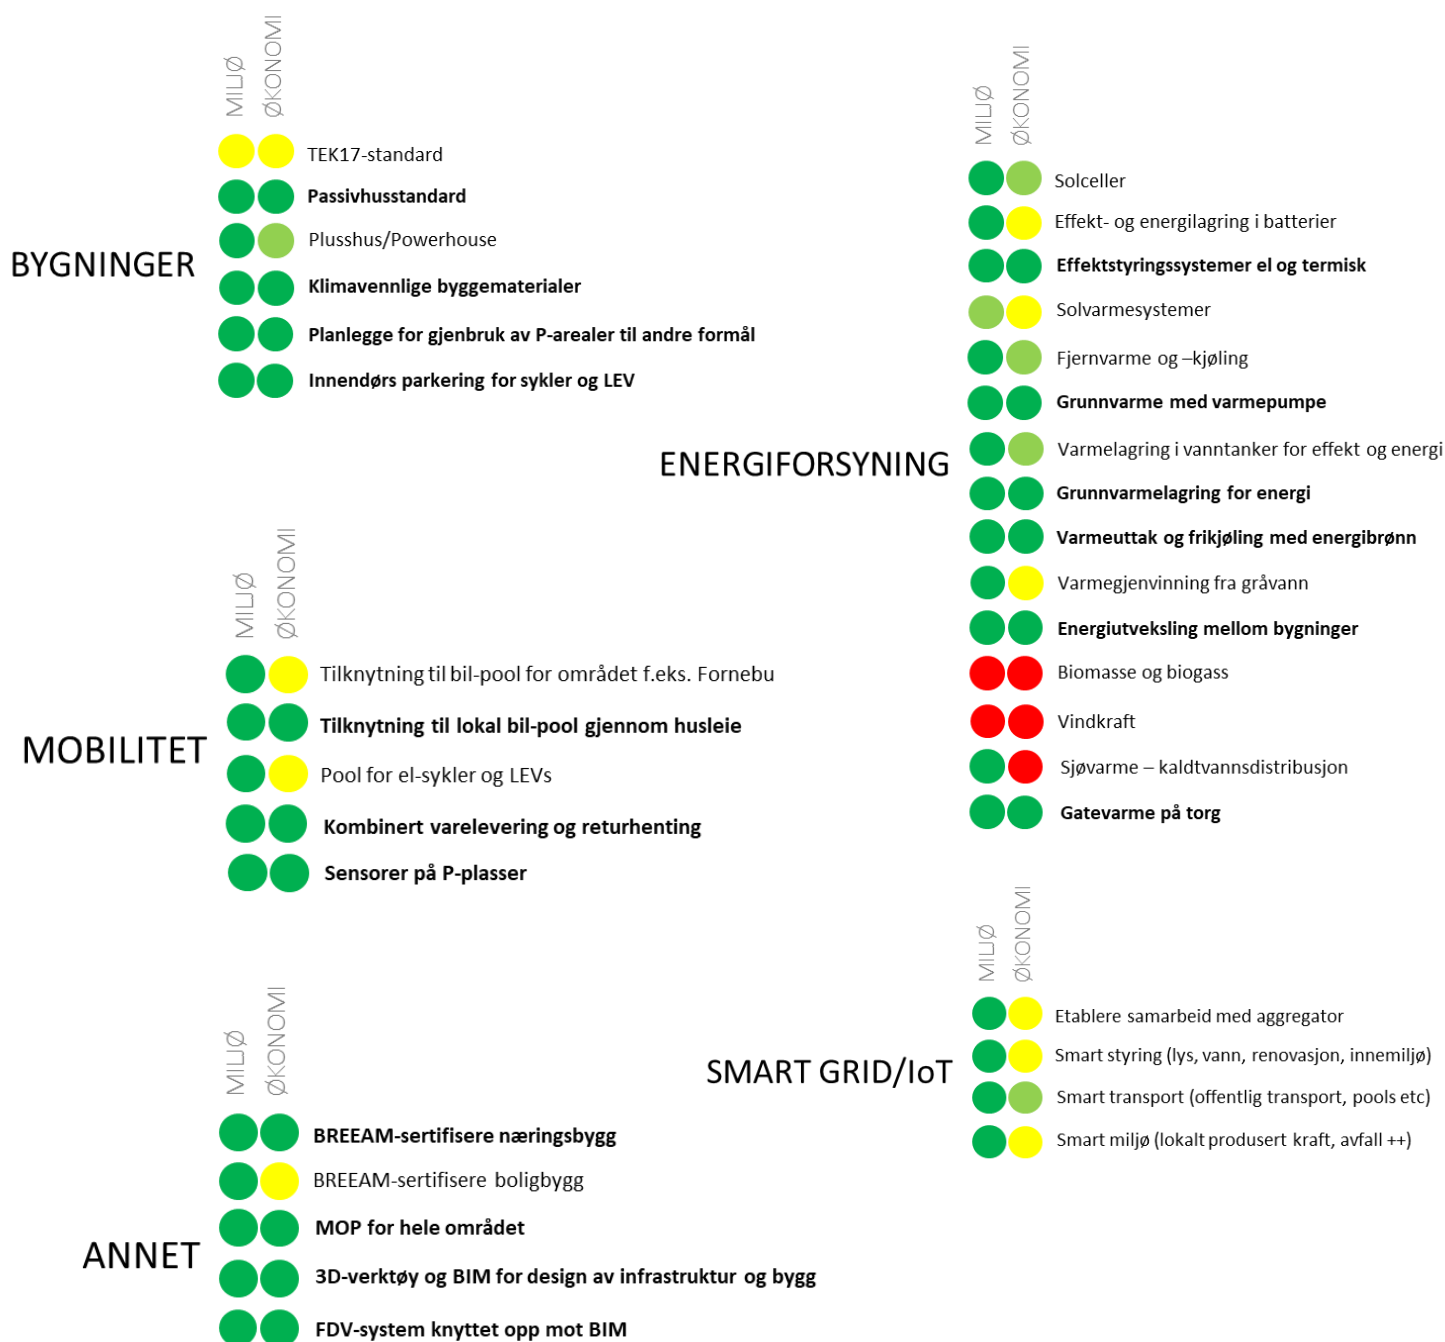 MILJØ
ØKONOMI
BYGNINGER
TEK17-standard
Passivhusstandard
Plusshus/Powerhouse
Klimavennlige byggematerialer
Planlegge for gjenbruk av P-arealer til andre formål
Innendørs parkering for sykler og LEV
MILJØ
ØKONOMI
ENERGIFORSYNING
Solceller
Effekt- og energilagring i batterier
Effektstyringssystemer el og termisk
Solvarmesystemer
Fjernvarme og –kjøling
Grunnvarme med varmepumpe
Varmelagring i vanntanker for effekt og energi
Grunnvarmelagring for energi
Varmeuttak og frikjøling med energibrønn
Varmegjenvinning fra gråvann
Energiutveksling mellom bygninger
Biomasse og biogass
Vindkraft
Sjøvarme – kaldtvannsdistribusjon
Gatevarme på torg
MILJØ
ØKONOMI
MOBILITET
Tilknytning til bil-pool for området f.eks. Fornebu
Tilknytning til lokal bil-pool gjennom husleie
Pool for el-sykler og LEVs
Kombinert varelevering og returhenting
Sensorer på P-plasser
MILJØ
ØKONOMI
SMART GRID/IoT
Etablere samarbeid med aggregator
Smart styring (lys, vann, renovasjon, innemiljø)
Smart transport (offentlig transport, pools etc)
Smart miljø (lokalt produsert kraft, avfall ++)
MILJØ
ØKONOMI
ANNET
BREEAM-sertifisere næringsbygg
BREEAM-sertifisere boligbygg
MOP for hele området
3D-verktøy og BIM for design av infrastruktur og bygg
FDV-system knyttet opp mot BIM